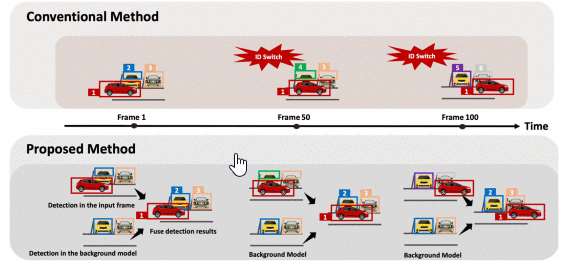 Conventional Method
ID Switch
ID Switch
2 3
1
4 3
1
5 6
1
Frame 1
Frame 50
Frame 100
Time
Proposed Method
Detection in the input frame
2 3
1
Fuse detection results
Detection in the background model
2 3
1
Background Model
2 3
1
Background Model